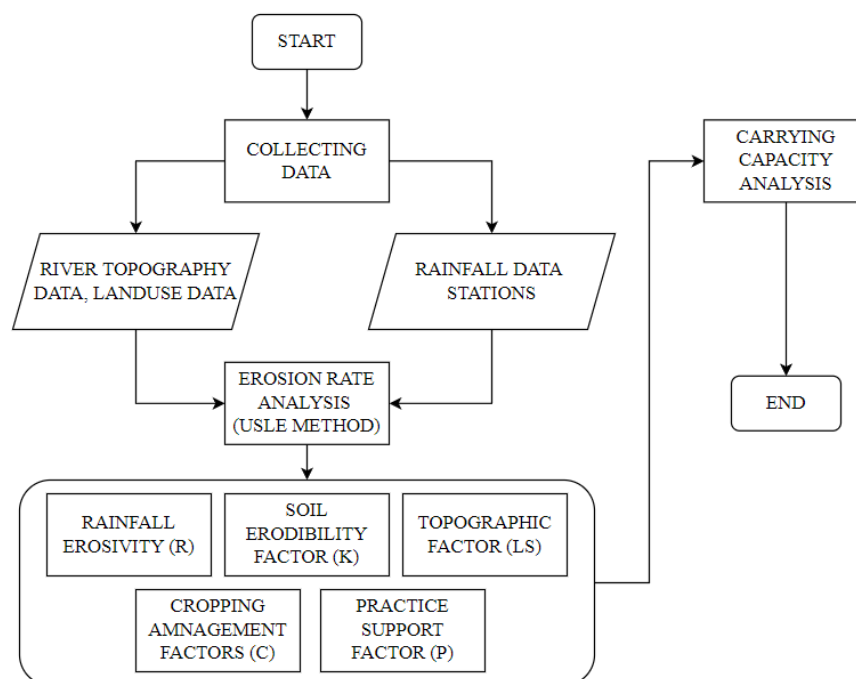 START
COLLECTING
DATA
CARRYING
CAPACITY
ANALYSIS
RIVER TOPOGRAPHY
DATA, LANDUSE DATA
RAINFALL DATA
STATIONS
EROSION RATE
ANALYSIS
(USLE METHOD)
END
RAINFALL
EROSIVITY (R)
SOIL
ERODIBILITY
FACTOR (K)
TOPOGRAPHIC
FACTOR (LS)
CROPPING
AMNAGEMENT
FACTORS (C)
PRACTICE
SUPPORT
FACTOR (P)